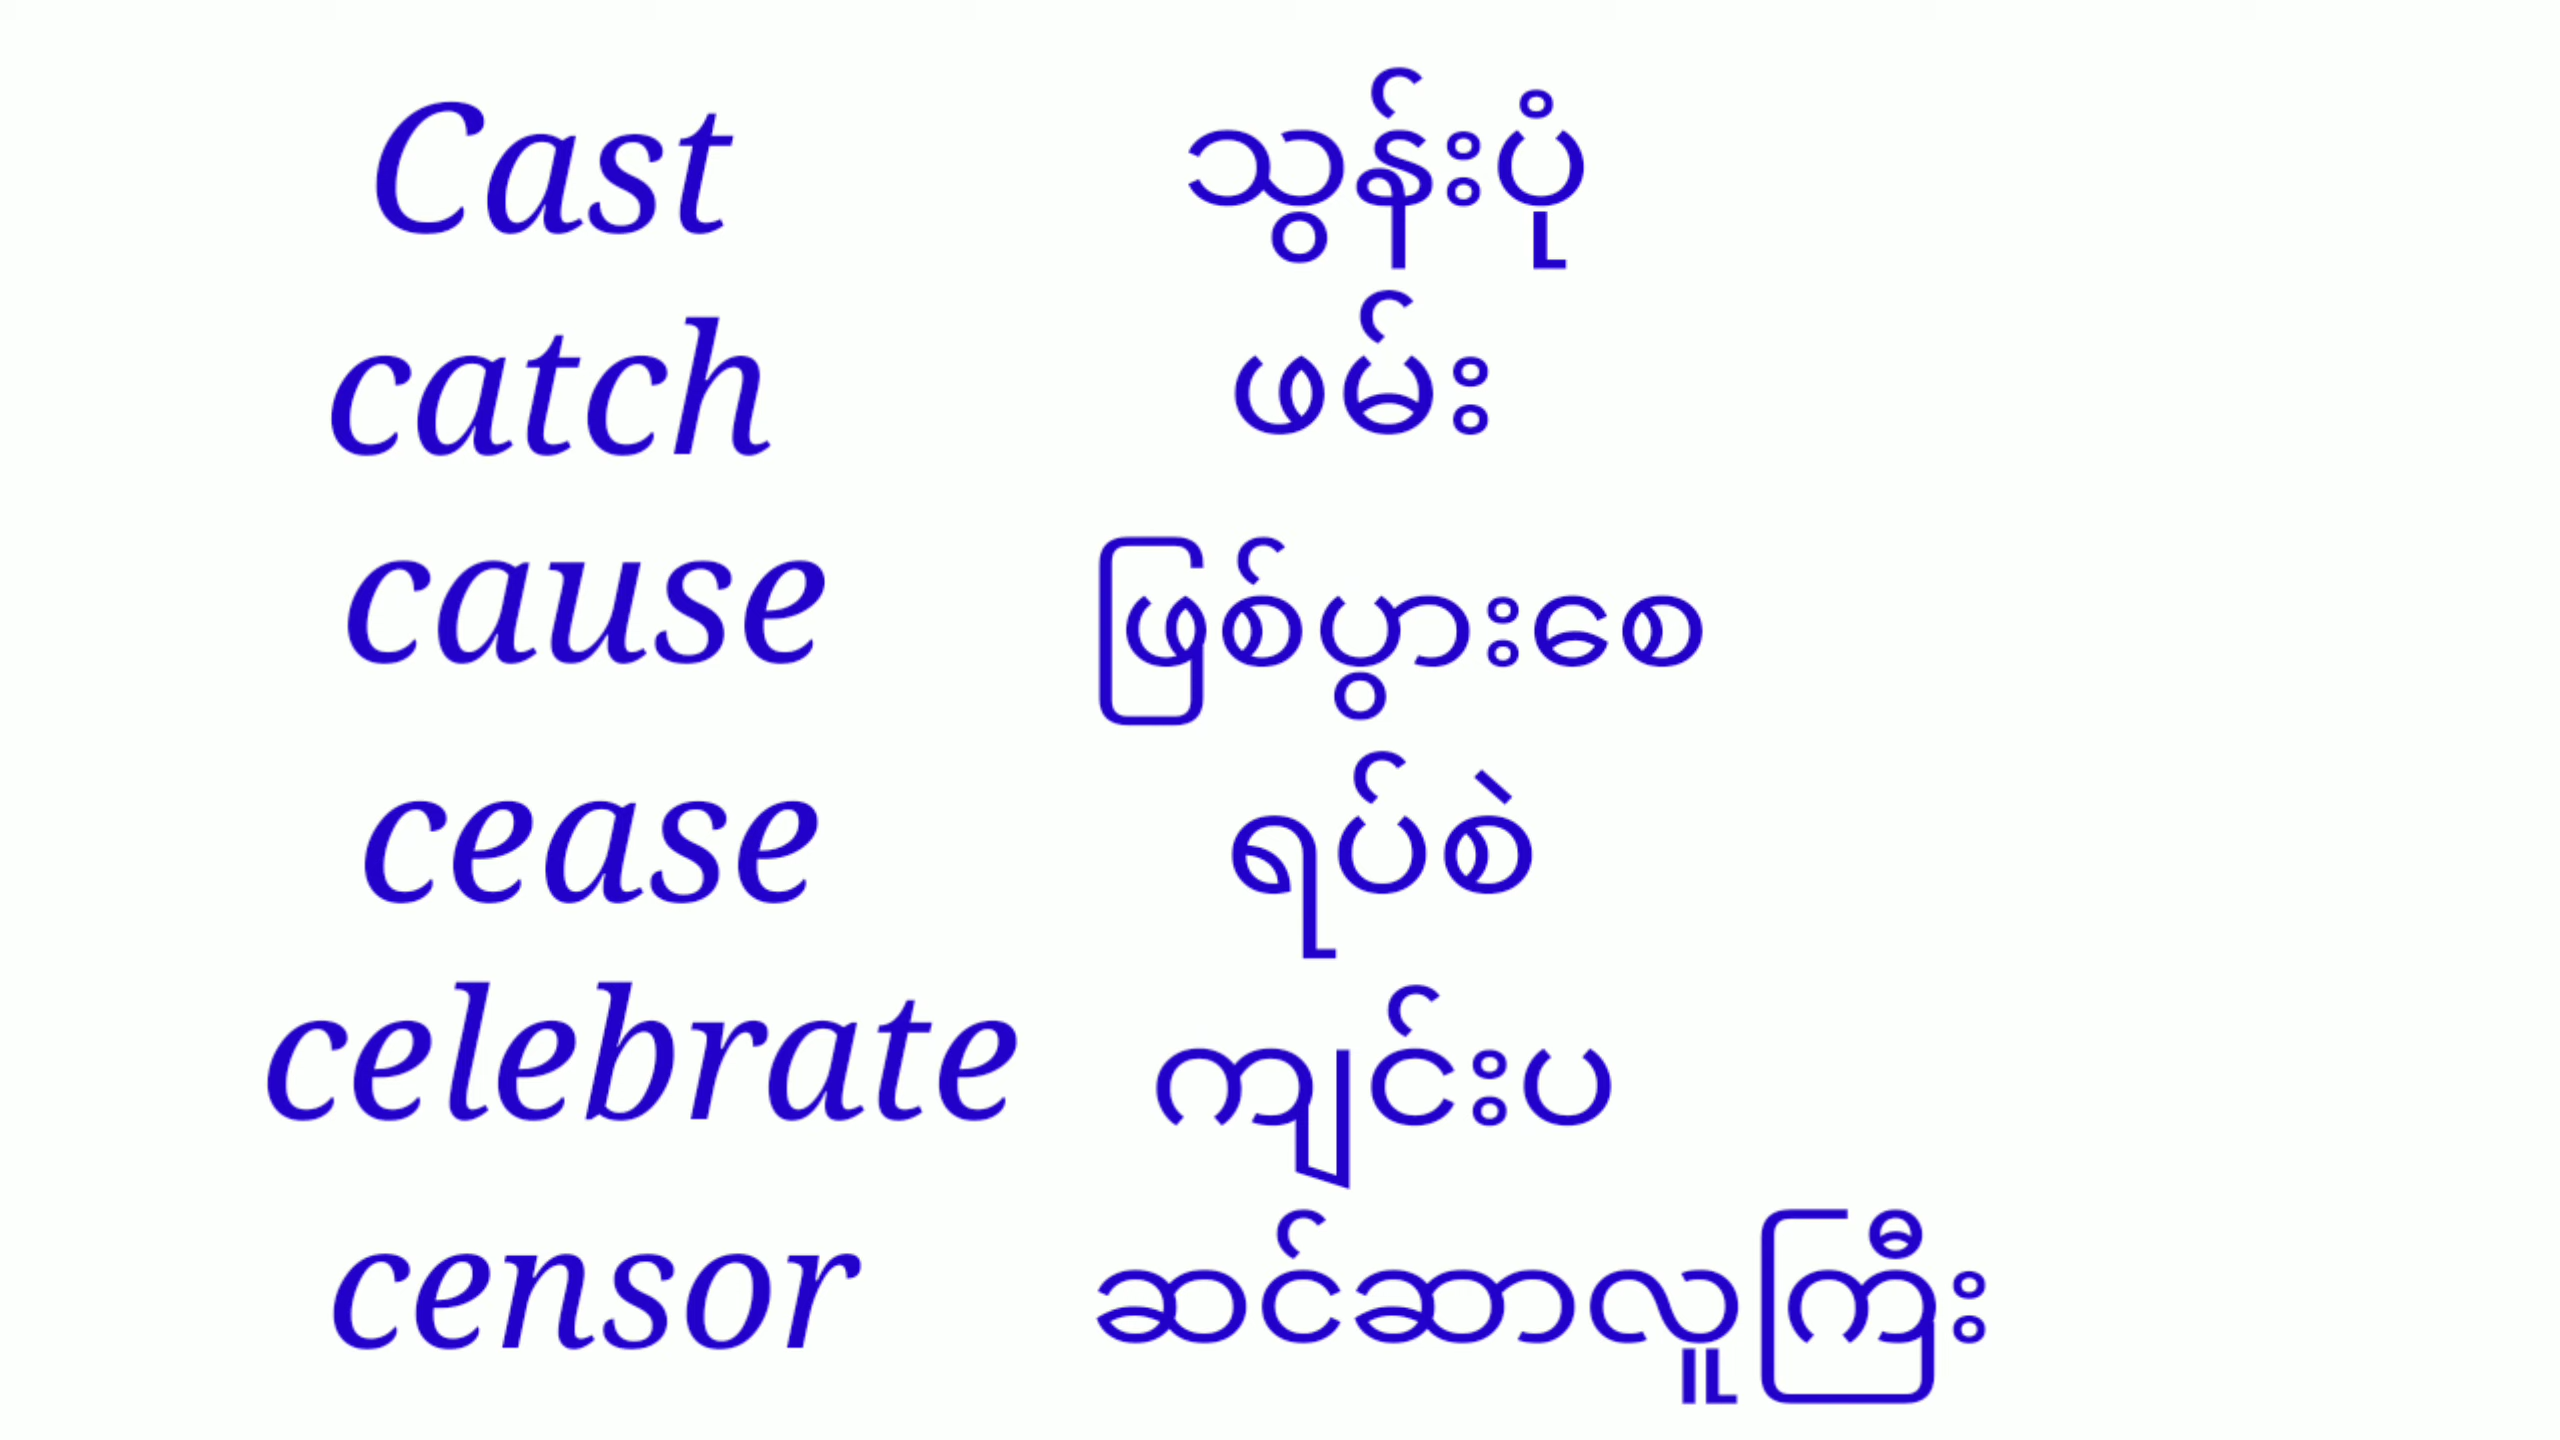 Cast သွန်းပုံ
catch ဖမ်း
cause ဖြစ်ပွားစေ
cease ရပ်စဲ
celebrate ကျင်းပ
censor ဆင်ဆာလူကြီး